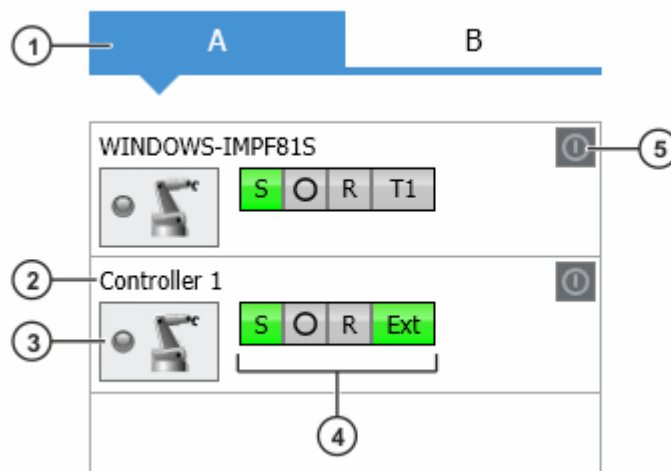 1 A B
WINDOWS-IMPF81S 5
S O R T1
2 Controller 1
3 S O R Ext
4